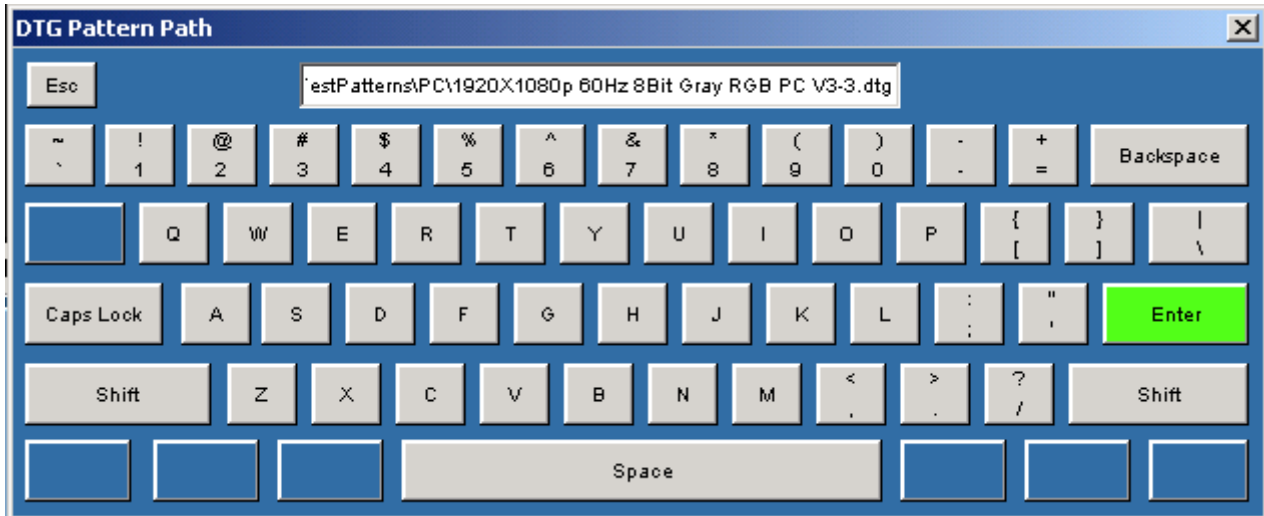 DTG Pattern Path
Esc
estPatterns\PC\1920X1080p 60Hz 8Bit Gray RGB PC V3-3.dtg
~ ! @ # $ % ^ & * ( ) - +
` 1 2 3 4 5 6 7 8 9 0 - = Backspace
Q W E R T Y U I O P { } |
[ ] \
Caps Lock A S D F G H J K L : " Enter
; '
Shift Z X C V B N M < > ? Shift
, . /
Space